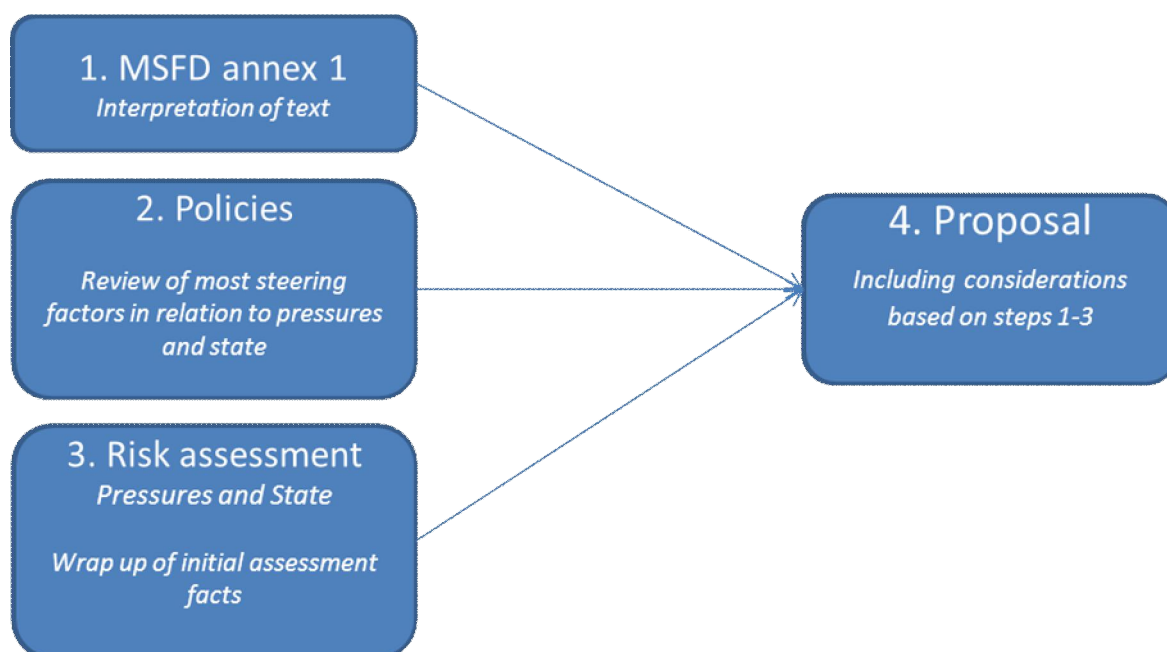 1. MSFD annex 1
Interpretation of text
2. Policies
Review of most steering
factors in relation to pressures
and state
3. Risk assessment
Pressures and State
Wrap up of initial assessment
facts
4. Proposal
Including considerations
based on steps 1-3